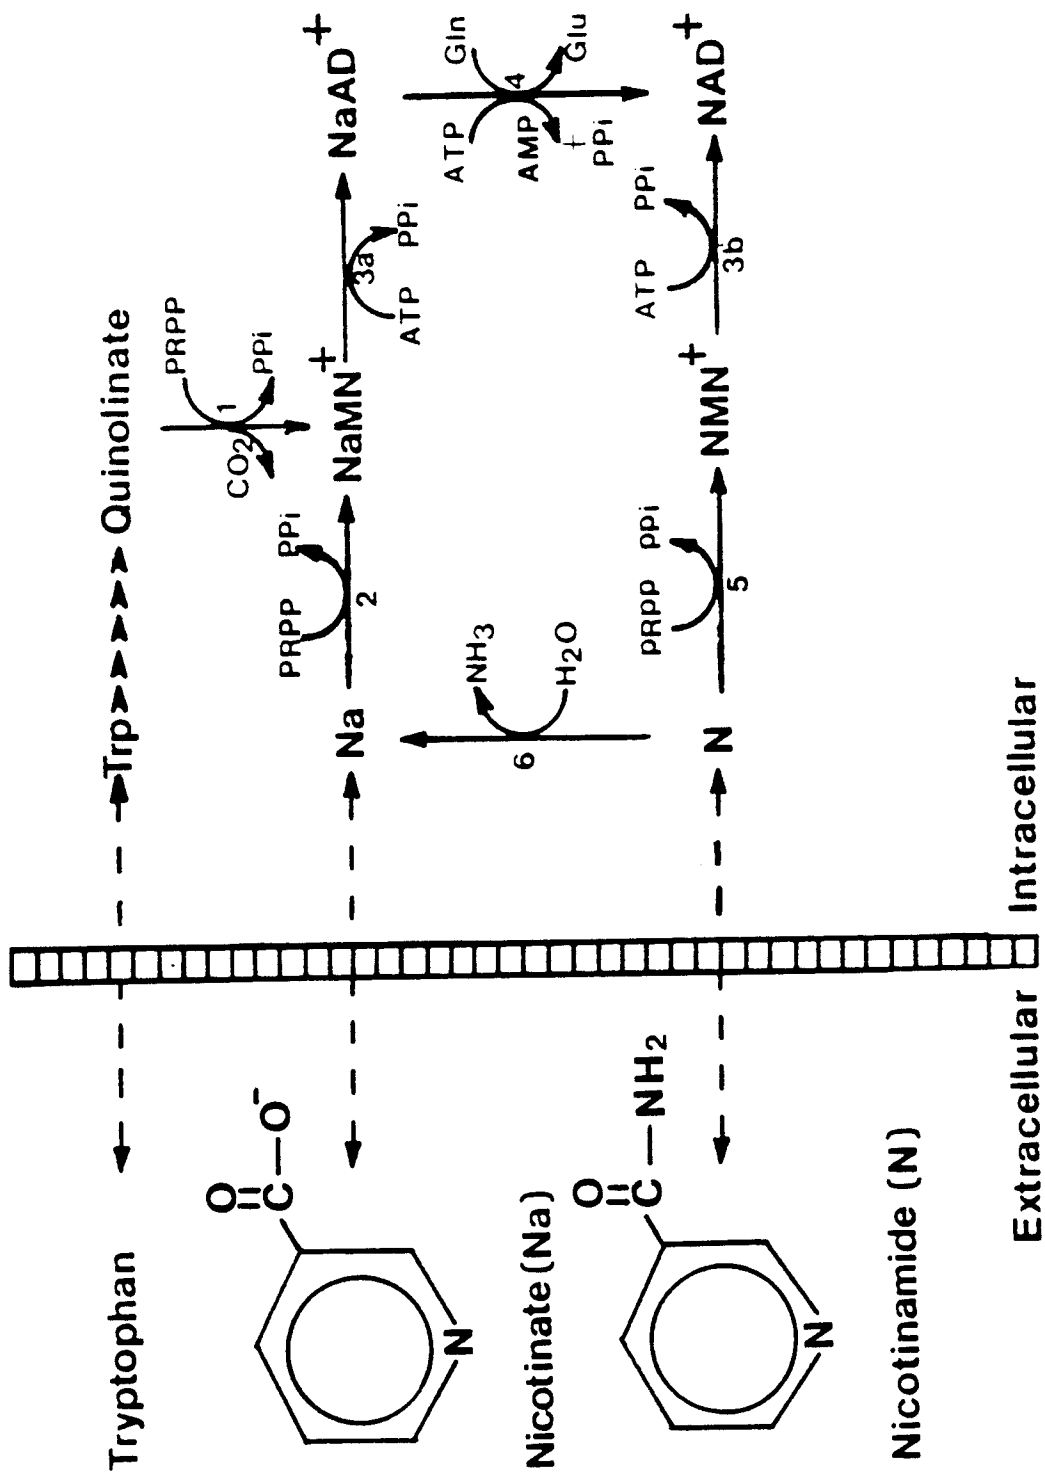 Tryptophan
Trp
Quinolinate
PRPP
1
CO2
PPi
O
C
O-
N
Nicotinate(Na)
Na
PRPP
PPi
2
NaMN+
3a
ATP
PPi
NaAD+
NH3
H2O
6
ATP
Gln
4
AMP
+
PPi
Glu
O
C
NH2
N
Nicotinamide (N)
N
PRPP
PPi
5
NMN+
ATP
PPi
3b
NAD+
Extracellular
Intracellular